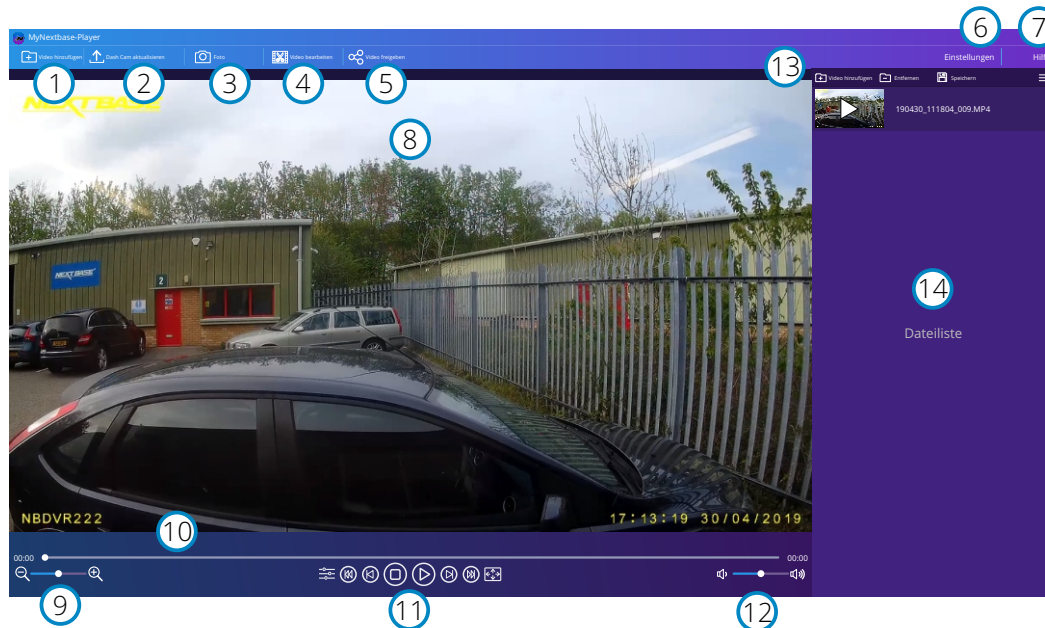 6
7
MyNextbase-Player
Video hinzufügen
Dash Cam aktualisieren
Foto
Video bearbeiten
Video freigeben
Einstellungen
Hilf
1
2
3
4
5
13
Video hinzufügen
Entfernen
Speichern
NEXTBASE
190430_111804_009.MP4
8
NEXTBASE
2
14
Dateiliste
NBDVR222
17:13:19 30/04/2019
10
00:00
00:00
9
11
12